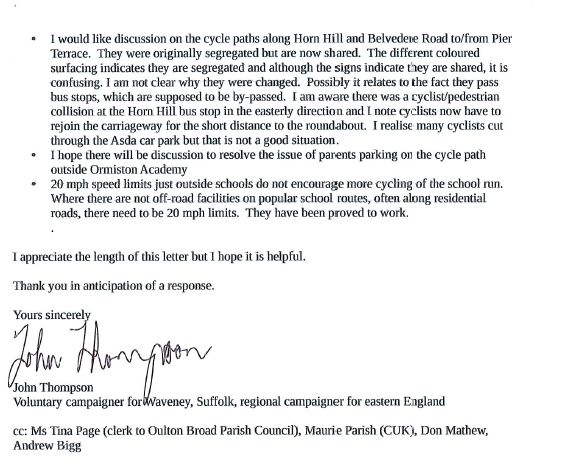 • I would like discussion on the cycle paths along Horn Hill and Belvedere Road to/from Pier
Terrace. They were originally segregated but are now shared. The different coloured
surfacing indicates they are segregated and although the signs indicate they are shared, it is
confusing. I am not clear why they were changed. Possibly it relates to the fact they pass
bus stops, which are supposed to be by-passed. I am aware there was a cyclist/pedestrian
collision at the Horn Hill bus stop in the easterly direction and I note cyclists now have to
rejoin the carriageway for the short distance to the roundabout. I realise many cyclists cut
through the Asda car park but that is not a good situation.
• I hope there will be discussion to resolve the issue of parents parking on the cycle path
outside Ormiston Academy
• 20 mph speed limits just outside schools do not encourage more cycling of the school run.
Where there are not off-road facilities on popular school routes, often along residential
roads, there need to be 20 mph limits. They have been proved to work.
.
I appreciate the length of this letter but I hope it is helpful.
Thank you in anticipation of a response.
Yours sincerely
John Thompson
John Thompson
Voluntary campaigner for Waveney, Suffolk, regional campaigner for eastern England
cc: Ms Tina Page (clerk to Oulton Broad Parish Council), Maurie Parish (CUK), Don Mathew,
Andrew Bigg